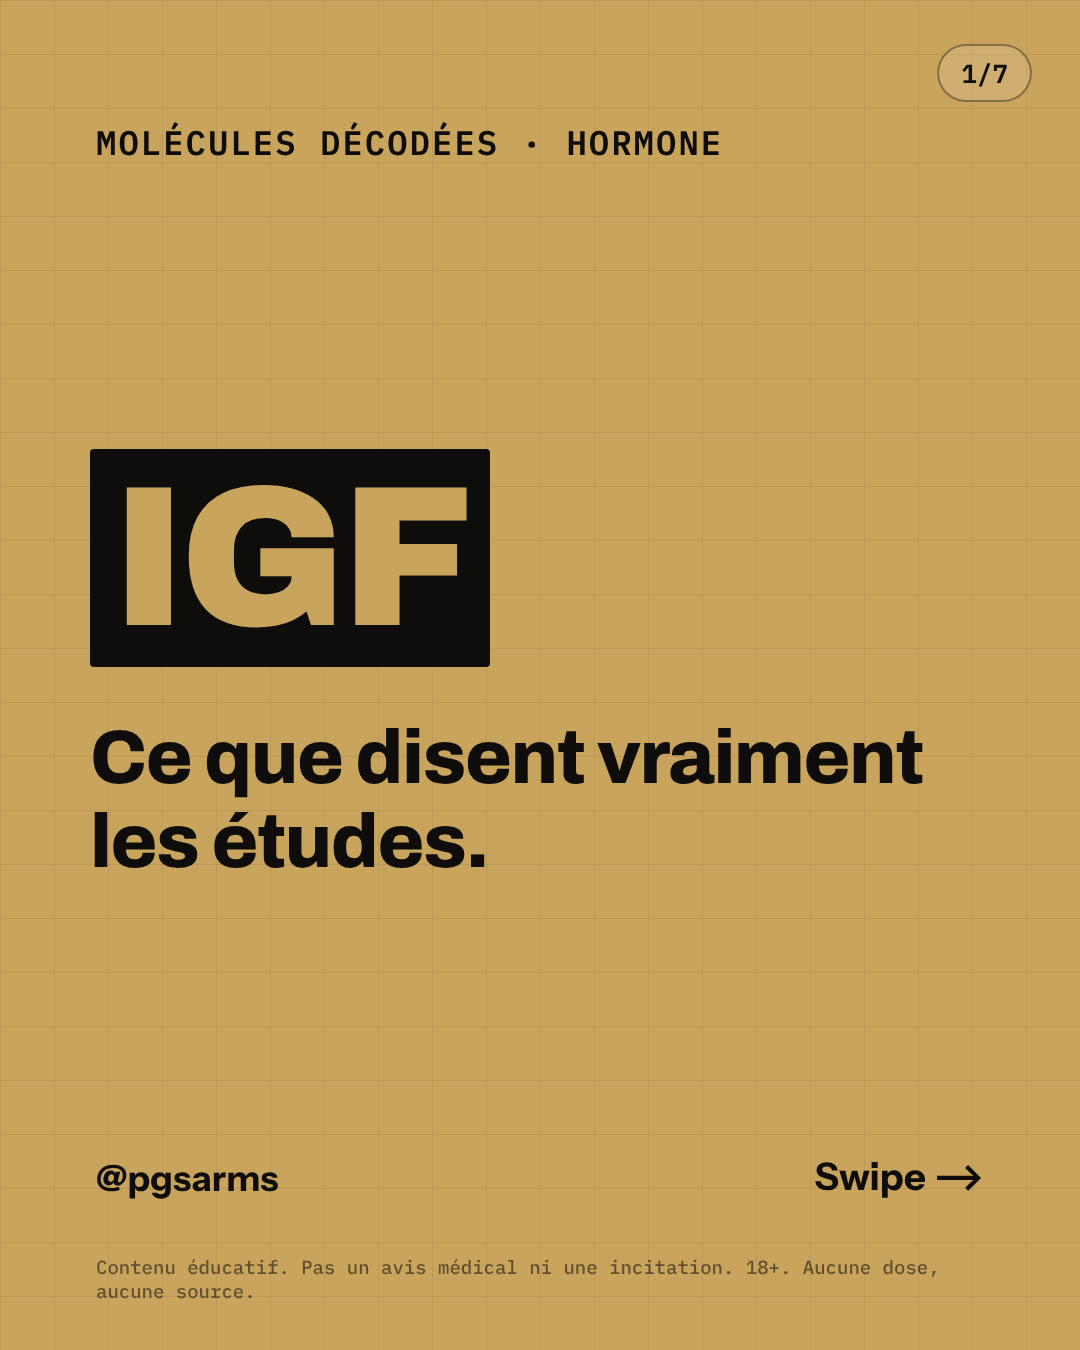 1/7
MOLÉCULES DÉCODÉES · HORMONE
IGF
Ce que disent vraiment
les études.
@pgsarms
Swipe →
Contenu éducatif. Pas un avis médical ni une incitation. 18+. Aucune dose,
aucune source.